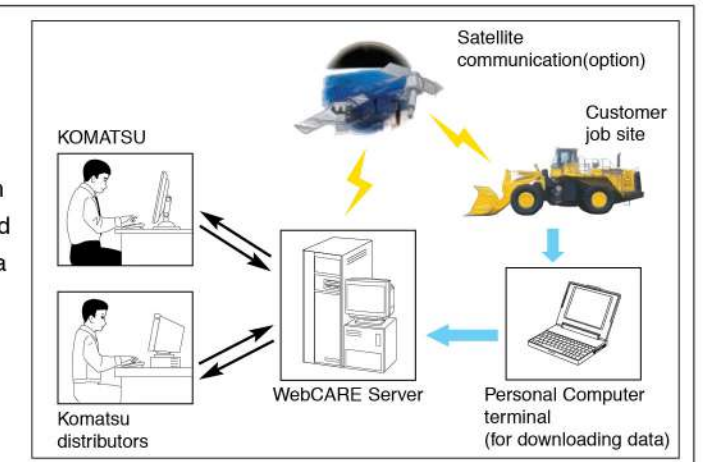 Satellite
communication(option)
Customer
job site
KOMATSU
WebCARE Server
Personal Computer
terminal
(for downloading data)
Komatsu
distributors